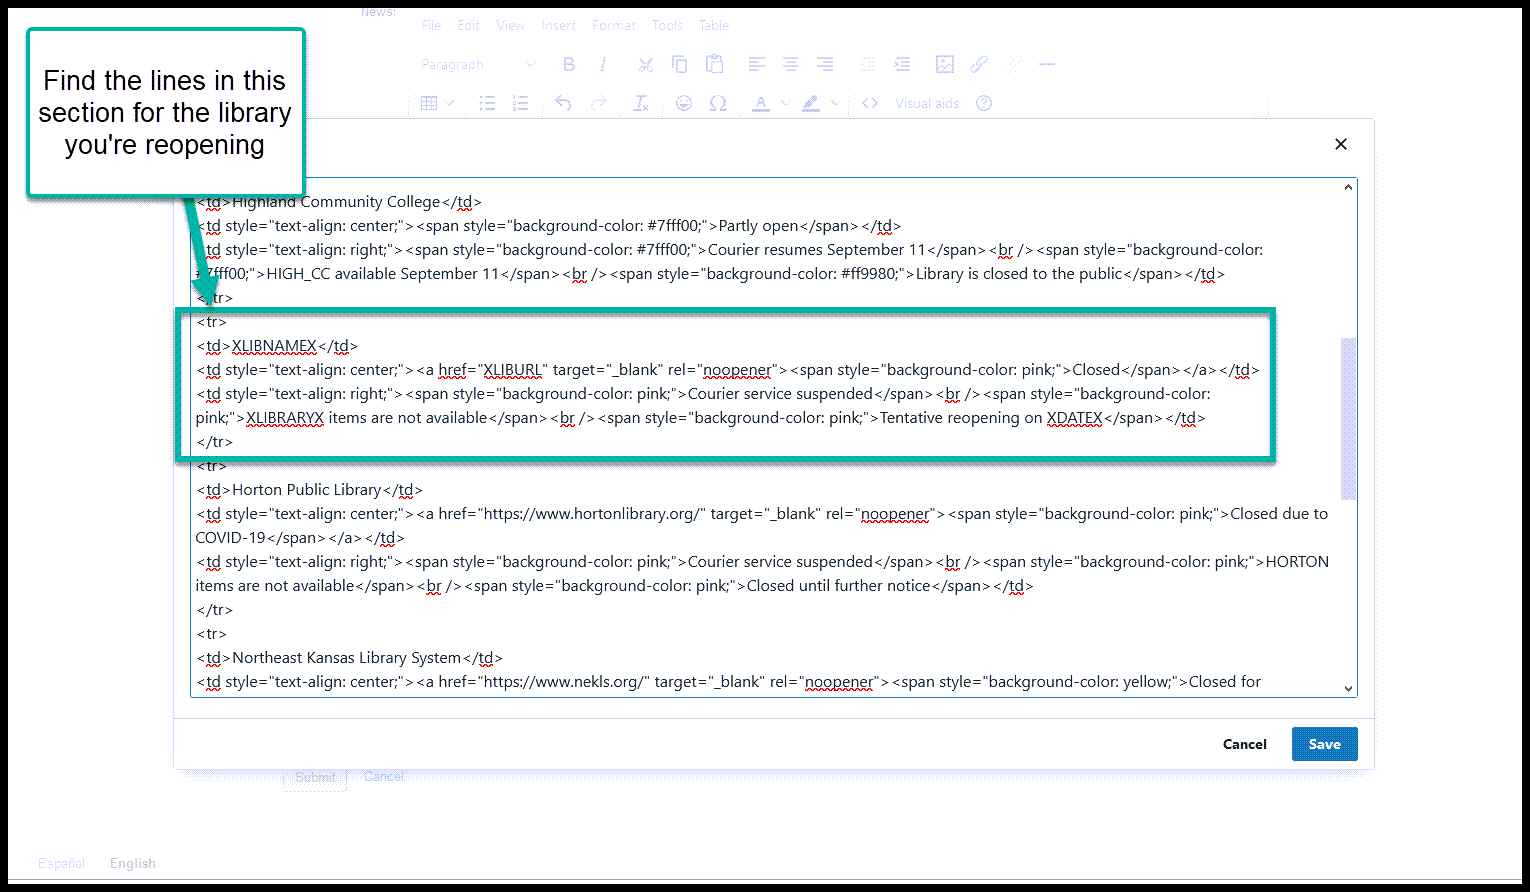 News:
File Edit View Insert Format Tools Table
Paragraph
Visual aids
Find the lines in this
section for the library
you're reopening
<td>Highland Community College</td>
<td style="text-align: center;"><span style="background-color: #7fff00;">Partly open</span></td>
<td style="text-align: right;"><span style="background-color: #7fff00;">Courier resumes September 11</span><br /><span style="background-color:
#7fff00;">HIGH_CC available September 11</span><br /><span style="background-color: #ff9980;">Library is closed to the public</span></td>
</tr>
<tr>
<td>XLIBNAMEX</td>
<td style="text-align: center;"><a href="XLIBURL" target="_blank" rel="noopener"><span style="background-color: pink;">Closed</span></a></td>
<td style="text-align: right;"><span style="background-color: pink;">Courier service suspended</span><br /><span style="background-color:
pink;">XLIBRARYX items are not available</span><br /><span style="background-color: pink;">Tentative reopening on XDATEX</span></td>
</tr>
<tr>
<td>Horton Public Library</td>
<td style="text-align: center;"><a href="https://www.hortonlibrary.org/" target="_blank" rel="noopener"><span style="background-color: pink;">Closed due to
COVID-19</span></a></td>
<td style="text-align: right;"><span style="background-color: pink;">Courier service suspended</span><br /><span style="background-color: pink;">HORTON
items are not available</span><br /><span style="background-color: pink;">Closed until further notice</span></td>
</tr>
<tr>
<td>Northeast Kansas Library System</td>
<td style="text-align: center;"><a href="https://www.nekls.org/" target="_blank" rel="noopener"><span style="background-color: yellow;">Closed for
Cancel Save
Submit Cancel
Español English